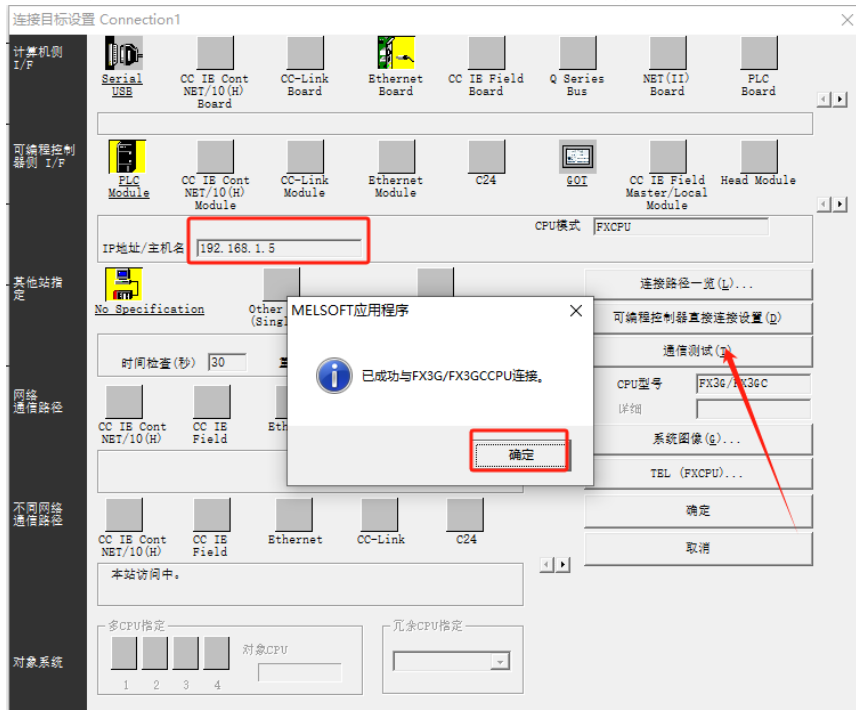 连接目标设置 Connection1
计算机侧
I/F
Serial
USB
CC IE Cont
NET/10(H)
Board
CC-Link
Board
Ethernet
Board
CC IE Field
Board
Q Series
Bus
NET(II)
Board
PLC
Board
可编程控制
器侧 I/F
PLC
Module
CC IE Cont
NET/10(H)
Module
CC-Link
Module
Ethernet
Module
C24
GOT
CC IE Field
Master/Local
Module
Head Module
IP地址/主机名 192.168.1.5
CPU模式 FXCPU
其他站指
定
No Specification
Other
(Singl
MELSOFT应用程序
已成功与FX3G/FX3GCCPU连接。
确定
连接路径一览(L)...
可编程控制器直接连接设置(D)
通信测试(T)
时间检查(秒) 30
CPU型号 FX3G/FX3GC
详细
系统图像(G)...
TEL (FXCPU)...
确定
取消
网络
通信路径
CC IE Cont
NET/10(H)
CC IE
Field
Eth
不同网络
通信路径
CC IE Cont
NET/10(H)
CC IE
Field
Ethernet
CC-Link
C24
本站访问中。
对象系统
多CPU指定
1 2 3 4
对象CPU
冗余CPU指定